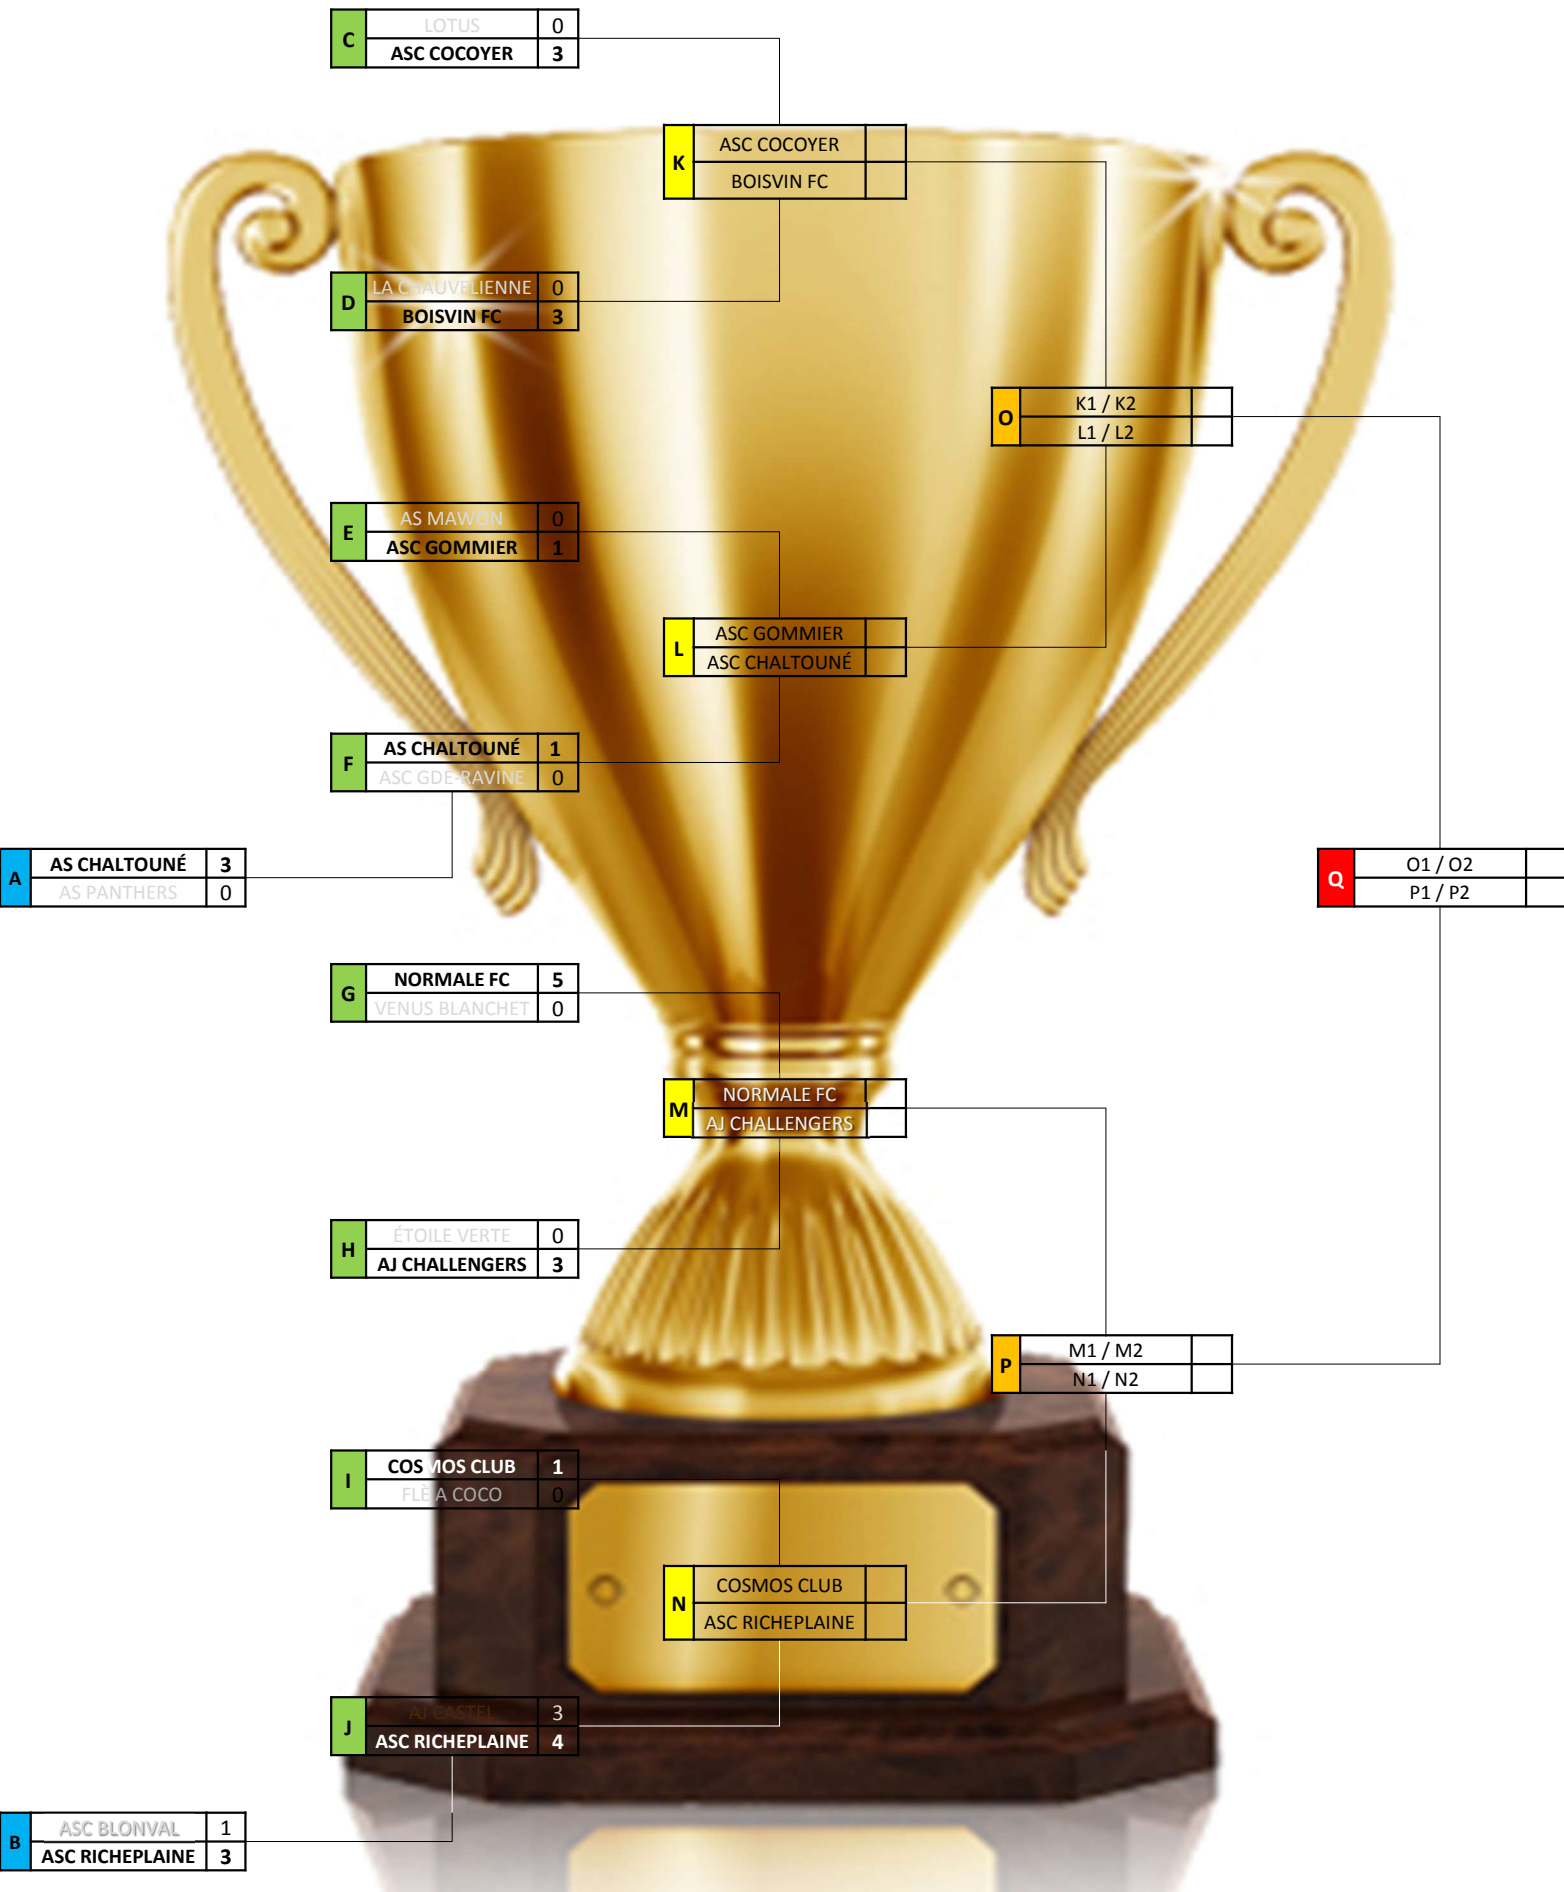 C
LOTUS 0
ASC COCOYER 3
K
ASC COCOYER
BOISVIN FC
D
LA CHAUVELIENNE 0
BOISVIN FC 3
O
K1 / K2
L1 / L2
E
AS MAWON 0
ASC GOMMIER 1
L
ASC GOMMIER
ASC CHALTOUNÉ
F
AS CHALTOUNÉ 1
ASC GDE-RAVINE 0
A
AS CHALTOUNÉ 3
AS PANTHERS 0
Q
O1 / O2
P1 / P2
G
NORMALE FC 5
VENUS BLANCHET 0
M
NORMALE FC
AJ CHALLENGERS
H
ÉTOILE VERTE 0
AJ CHALLENGERS 3
P
M1 / M2
N1 / N2
I
COSMOS CLUB 1
FLÈ A COCO 0
N
COSMOS CLUB
ASC RICHEPLAINE
J
AJ CASTEL 3
ASC RICHEPLAINE 4
B
ASC BLONVAL 1
ASC RICHEPLAINE 3